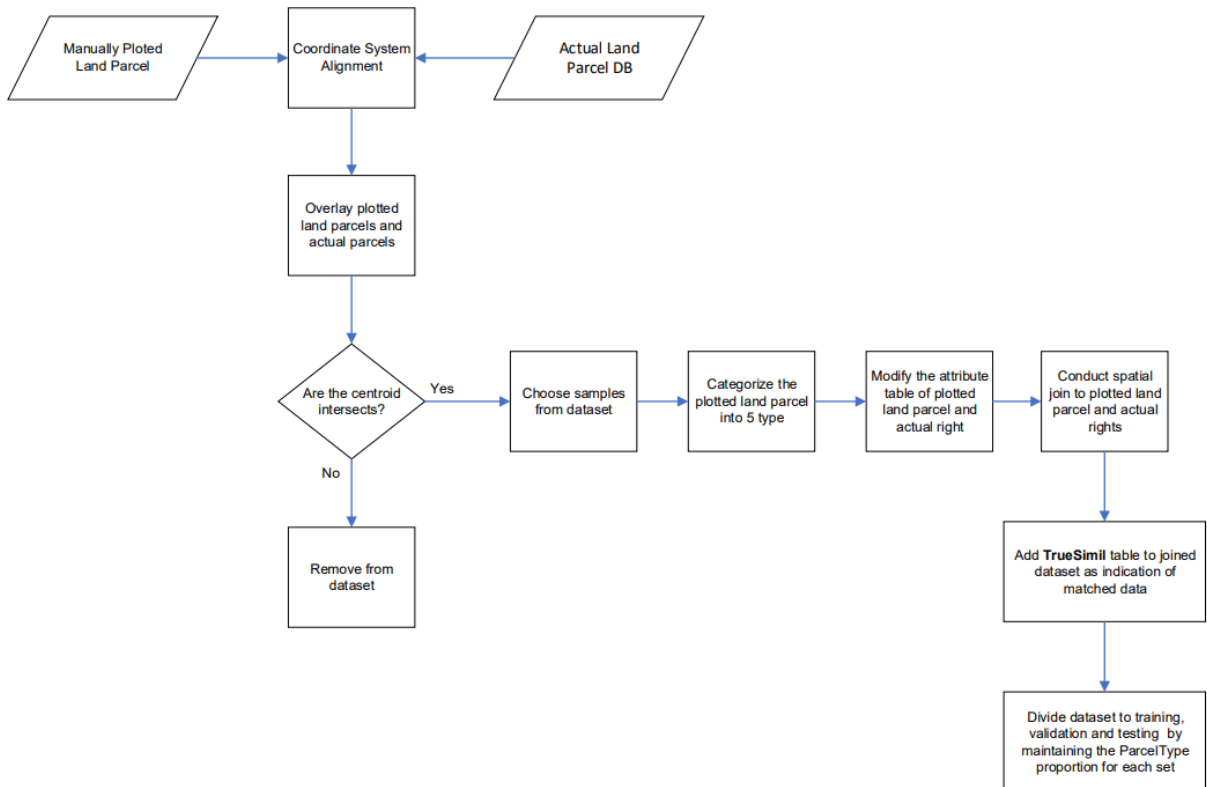 Manually Ploted
Land Parcel
Coordinate System
Alignment
Actual Land
Parcel DB
Overlay plotted
land parcels and
actual parcels
Are the centroid
intersects?
Yes
No
Choose samples
from dataset
Categorize the
plotted land parcel
into 5 type
Modify the attribute
table of plotted
land parcel and
actual right
Conduct spatial
join to plotted land
parcel and actual
rights
Remove from
dataset
Add TrueSimil table to joined
dataset as indication of
matched data
Divide dataset to training,
validation and testing by
maintaining the ParcelType
proportion for each set